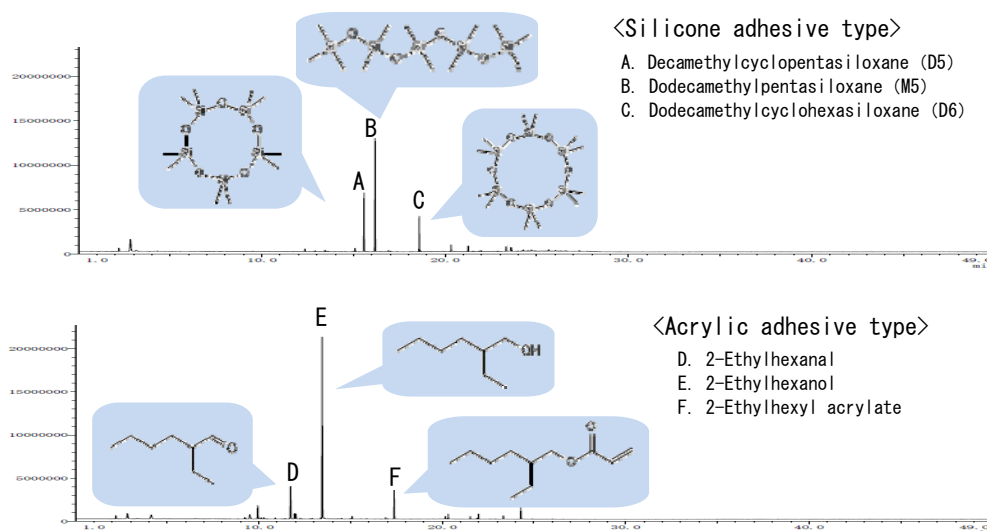 <Silicone adhesive type>
A. Decamethylcyclopentasiloxane (D5)
B. Dodecamethylpentasiloxane (M5)
C. Dodecamethylcyclohexasiloxane (D6)
20000000
15000000
10000000
5000000
0
A
B
C
1.0
10.0
20.0
30.0
40.0
49.
mi
<Acrylic adhesive type>
D. 2-Ethylhexanal
E. 2-Ethylhexanol
F. 2-Ethylhexyl acrylate
20000000
15000000
10000000
5000000
0
E
OH
O
D
O
O
F
1.0
10.0
20.0
30.0
40.0
49.